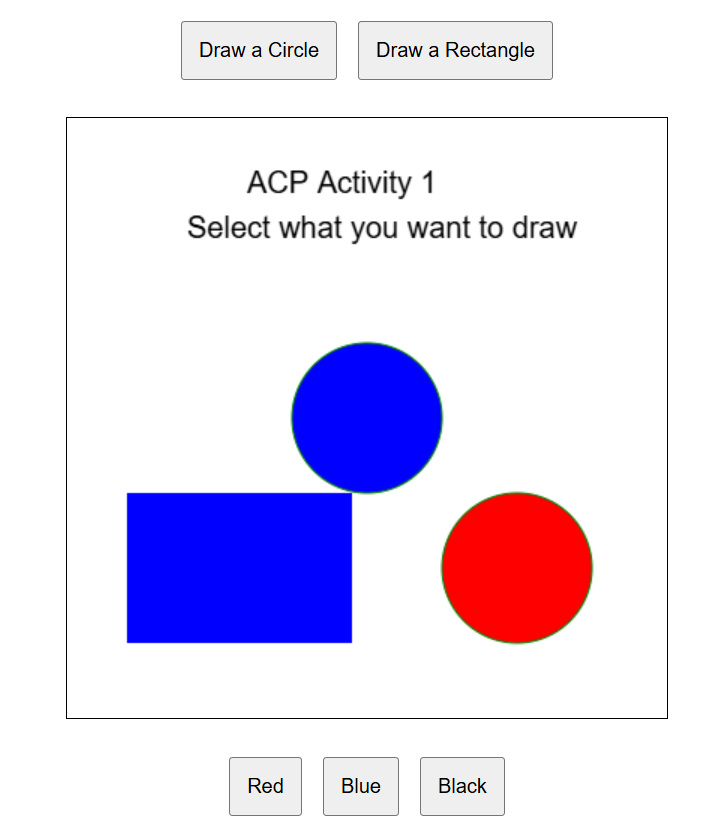 Draw a Circle Draw a Rectangle
ACP Activity 1
Select what you want to draw
Red Blue Black